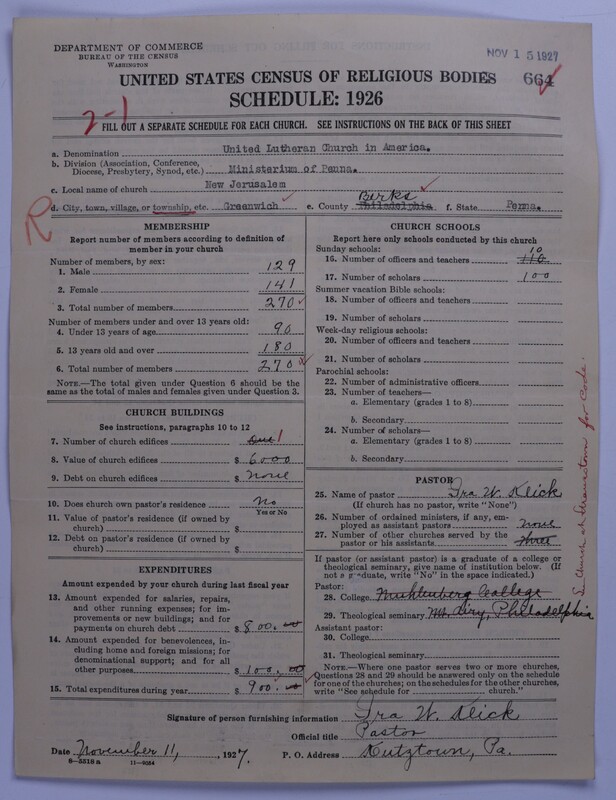 DEPARTMENT OF COMMERCE
BUREAU OF THE CENSUS
WASHINGTON
NOV 15 1927
UNITED STATES CENSUS OF RELIGIOUS BODIES 664
SCHEDULE: 1926
2-1
FILL OUT A SEPARATE SCHEDULE FOR EACH CHURCH. SEE INSTRUCTIONS ON THE BACK OF THIS SHEET
a. Denomination United Lutheran Church in America.
b. Division (Association, Conference, Diocese, Presbytery, Synod, etc.) Ministerium of Penna.
c. Local name of church New Jerusalem
R
d. City, town, village, or township, etc. Greenwich e. County Philadelphia Berks f. State Penna.
MEMBERSHIP
Report number of members according to definition of
member in your church
Number of members, by sex:
1. Male 129
2. Female 141
3. Total number of members 270
Number of members under and over 13 years old:
4. Under 13 years of age 90
5. 13 years old and over 180
6. Total number of members 270
NOTE.—The total given under Question 6 should be
same as the total of males and females given under Question 3.
CHURCH BUILDINGS
See instructions, paragraphs 10 to 12
7. Number of church edifices One 1
8. Value of church edifices $ 6000
9. Debt on church edifices $ None
10. Does church own pastor's residence No
Yes or No
11. Value of pastor's residence (if owned by
church) $
12. Debt on pastor's residence (if owned by
church) $
EXPENDITURES
Amount expended by your church during last fiscal year
13. Amount expended for salaries, repairs,
and other running expenses; for im-
provements or new buildings; and for
payments on church debt $ 800.00
14. Amount expended for benevolences, in-
cluding home and foreign missions; for
denominational support; and for all
other purposes $ 100.00
15. Total expenditures during year $ 900.00
CHURCH SCHOOLS
Report here only schools conducted by this church
Sunday schools:
16. Number of officers and teachers 110 10
17. Number of scholars 100
Summer vacation Bible schools:
18. Number of officers and teachers
19. Number of scholars
Week-day religious schools:
20. Number of officers and teachers
21. Number of scholars
Parochial schools:
22. Number of administrative officers
23. Number of teachers—
a. Elementary (grades 1 to 8)
b. Secondary
24. Number of scholars—
a. Elementary (grades 1 to 8)
b. Secondary
PASTOR
25. Name of pastor Ira W. Klick
(If church has no pastor, write "None")
26. Number of ordained ministers, if any, em-
ployed as assistant pastors None
27. Number of other churches served by the
pastor or his assistants Three
If pastor (or assistant pastor) is a graduate of a college or
theological seminary, give name of institution below. (If
not a graduate, write "No" in the space indicated.)
Pastor:
28. College Muhlenberg College
29. Theological seminary Mt. Airy, Philadelphia
Assistant pastor:
30. College
31. Theological seminary
NOTE.—Where one pastor serves two or more churches,
Questions 28 and 29 should be answered only on the schedule
for one of the churches; on the schedules for the other churches,
write "See schedule for church."
Signature of person furnishing information Ira W. Klick
Official title Pastor
Date November 11, 1927. P. O. Address Kutztown, Pa.
8-5519a 11-9054